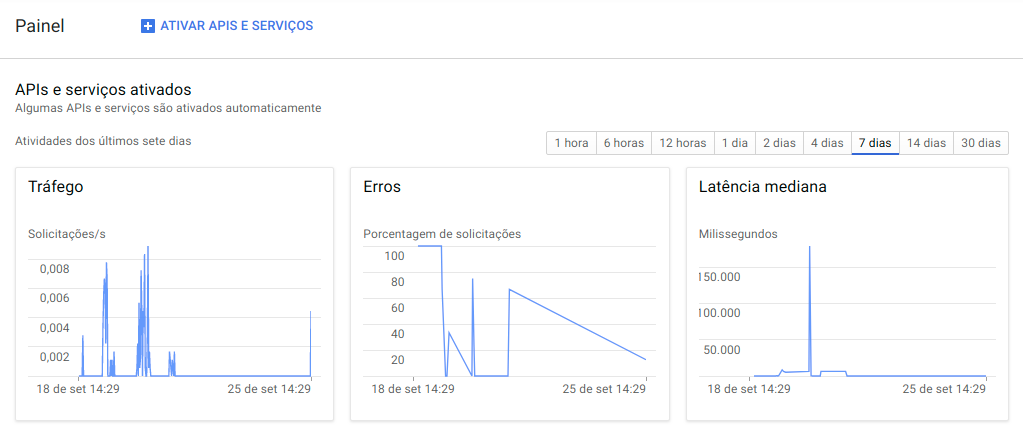 Painel
ATIVAR APIS E SERVIÇOS
APIs e serviços ativados
Algumas APIs e serviços são ativados automaticamente
Atividades dos últimos sete dias
1 hora 6 horas 12 horas 1 dia 2 dias 4 dias 7 dias 14 dias 30 dias
Tráfego
Solicitações/s
0,008
0,006
0,004
0,002
18 de set 14:29 25 de set 14:29
Erros
Porcentagem de solicitações
100
80
60
40
20
18 de set 14:29 25 de set 14:29
Latência mediana
Milissegundos
150.000
100.000
50.000
18 de set 14:29 25 de set 14:29